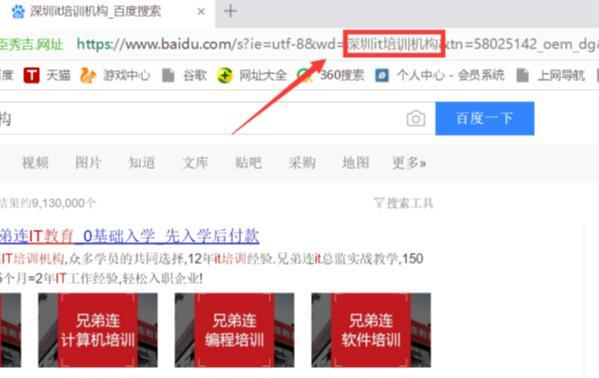 深圳it培训机构_百度搜索
臣秀吉.网址 https://www.baidu.com/s?ie=utf-8&wd=深圳it培训机构&tn=58025142_oem_dg&
百度 天猫 游戏中心 谷歌 网址大全 360搜索 个人中心 - 会员系统 上网导航
构 百度一下
视频 图片 知道 文库 贴吧 采购 地图 更多»
结果约9,130,000个 搜索工具
弟连IT教育_0基础入学_先入学后付款
IT培训机构,众多学员的共同选择,12年it培训经验.兄弟连it总监实战教学,150
5个月=2年IT工作经验,轻松入职企业!
兄弟连 兄弟连 兄弟连
计算机培训 编程培训 软件培训